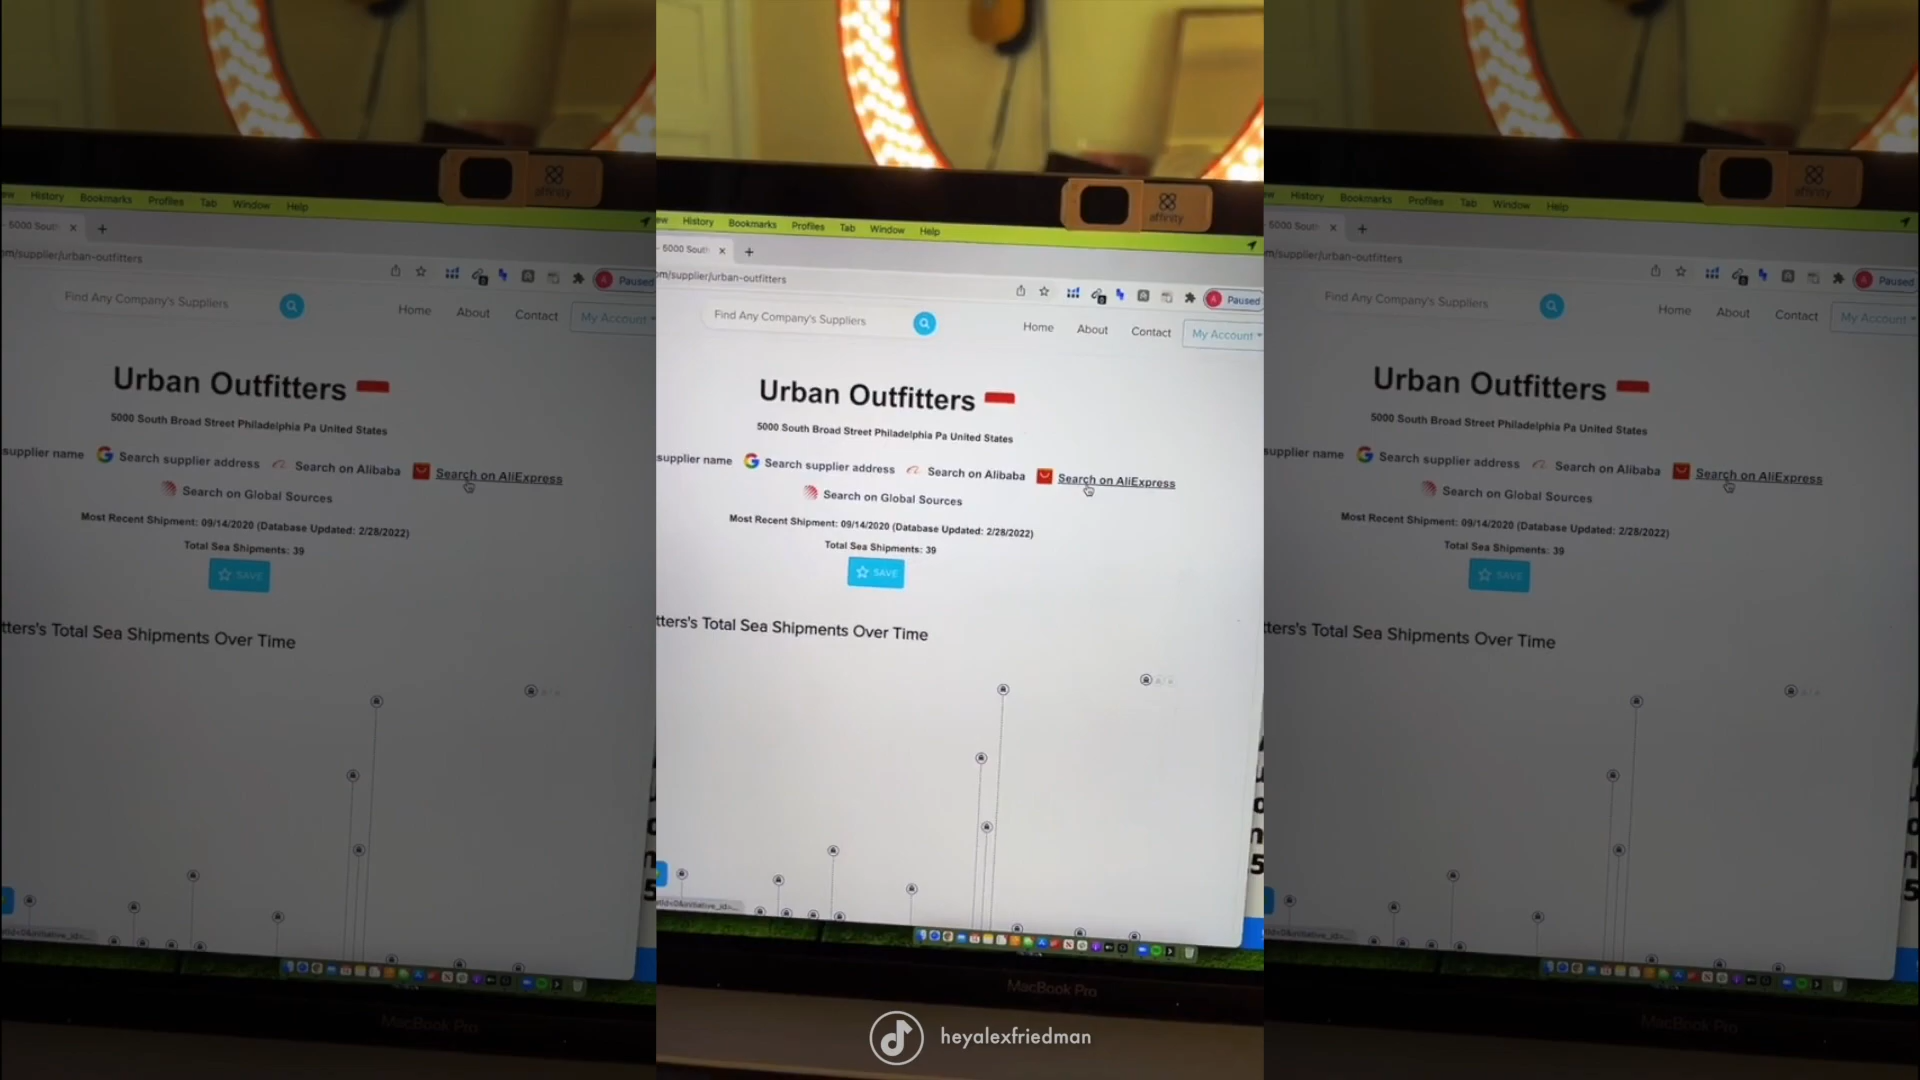 History Bookmarks Profiles Tab Window Help
affinity
5000 South
om/supplier/urban-outfitters
Paused
Find Any Company's Suppliers
Home About Contact My Account
Urban Outfitters
5000 South Broad Street Philadelphia Pa United States
supplier name Search supplier address Search on Alibaba Search on AliExpress
Search on Global Sources
Most Recent Shipment: 09/14/2020 (Database Updated: 2/28/2022)
Total Sea Shipments: 39
SAVE
tters's Total Sea Shipments Over Time
MacBook Pro
heyalexfriedman